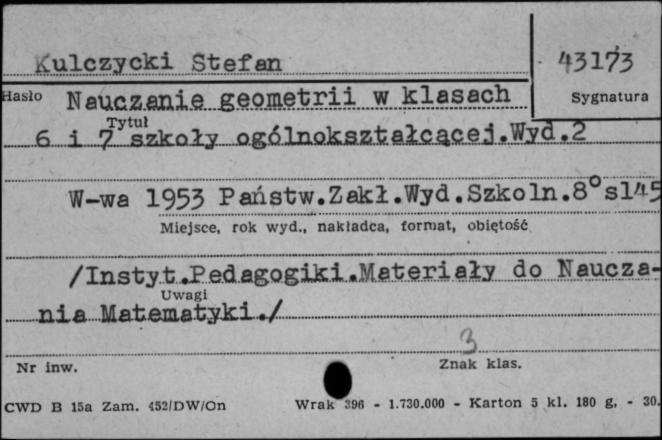 Kulczycki Stefan
43173
Hasło
Nauczanie geometrii w klasach
Sygnatura
Tytuł
6 i 7 szkoły ogólnokształcącej.Wyd.2
W-wa 1953 Państw.Zakł.Wyd.Szkoln.8°s145
Miejsce, rok wyd., nakładca, format, objętość
/Instyt.Pedagogiki.Materiały do Naucza-
Uwagi
nia Matematyki./
3
Nr inw.
Znak klas.
CWD B 15a Zam. 452/DW/On
Wrak 396 - 1.730.000 - Karton 5 kl. 180 g. - 30.